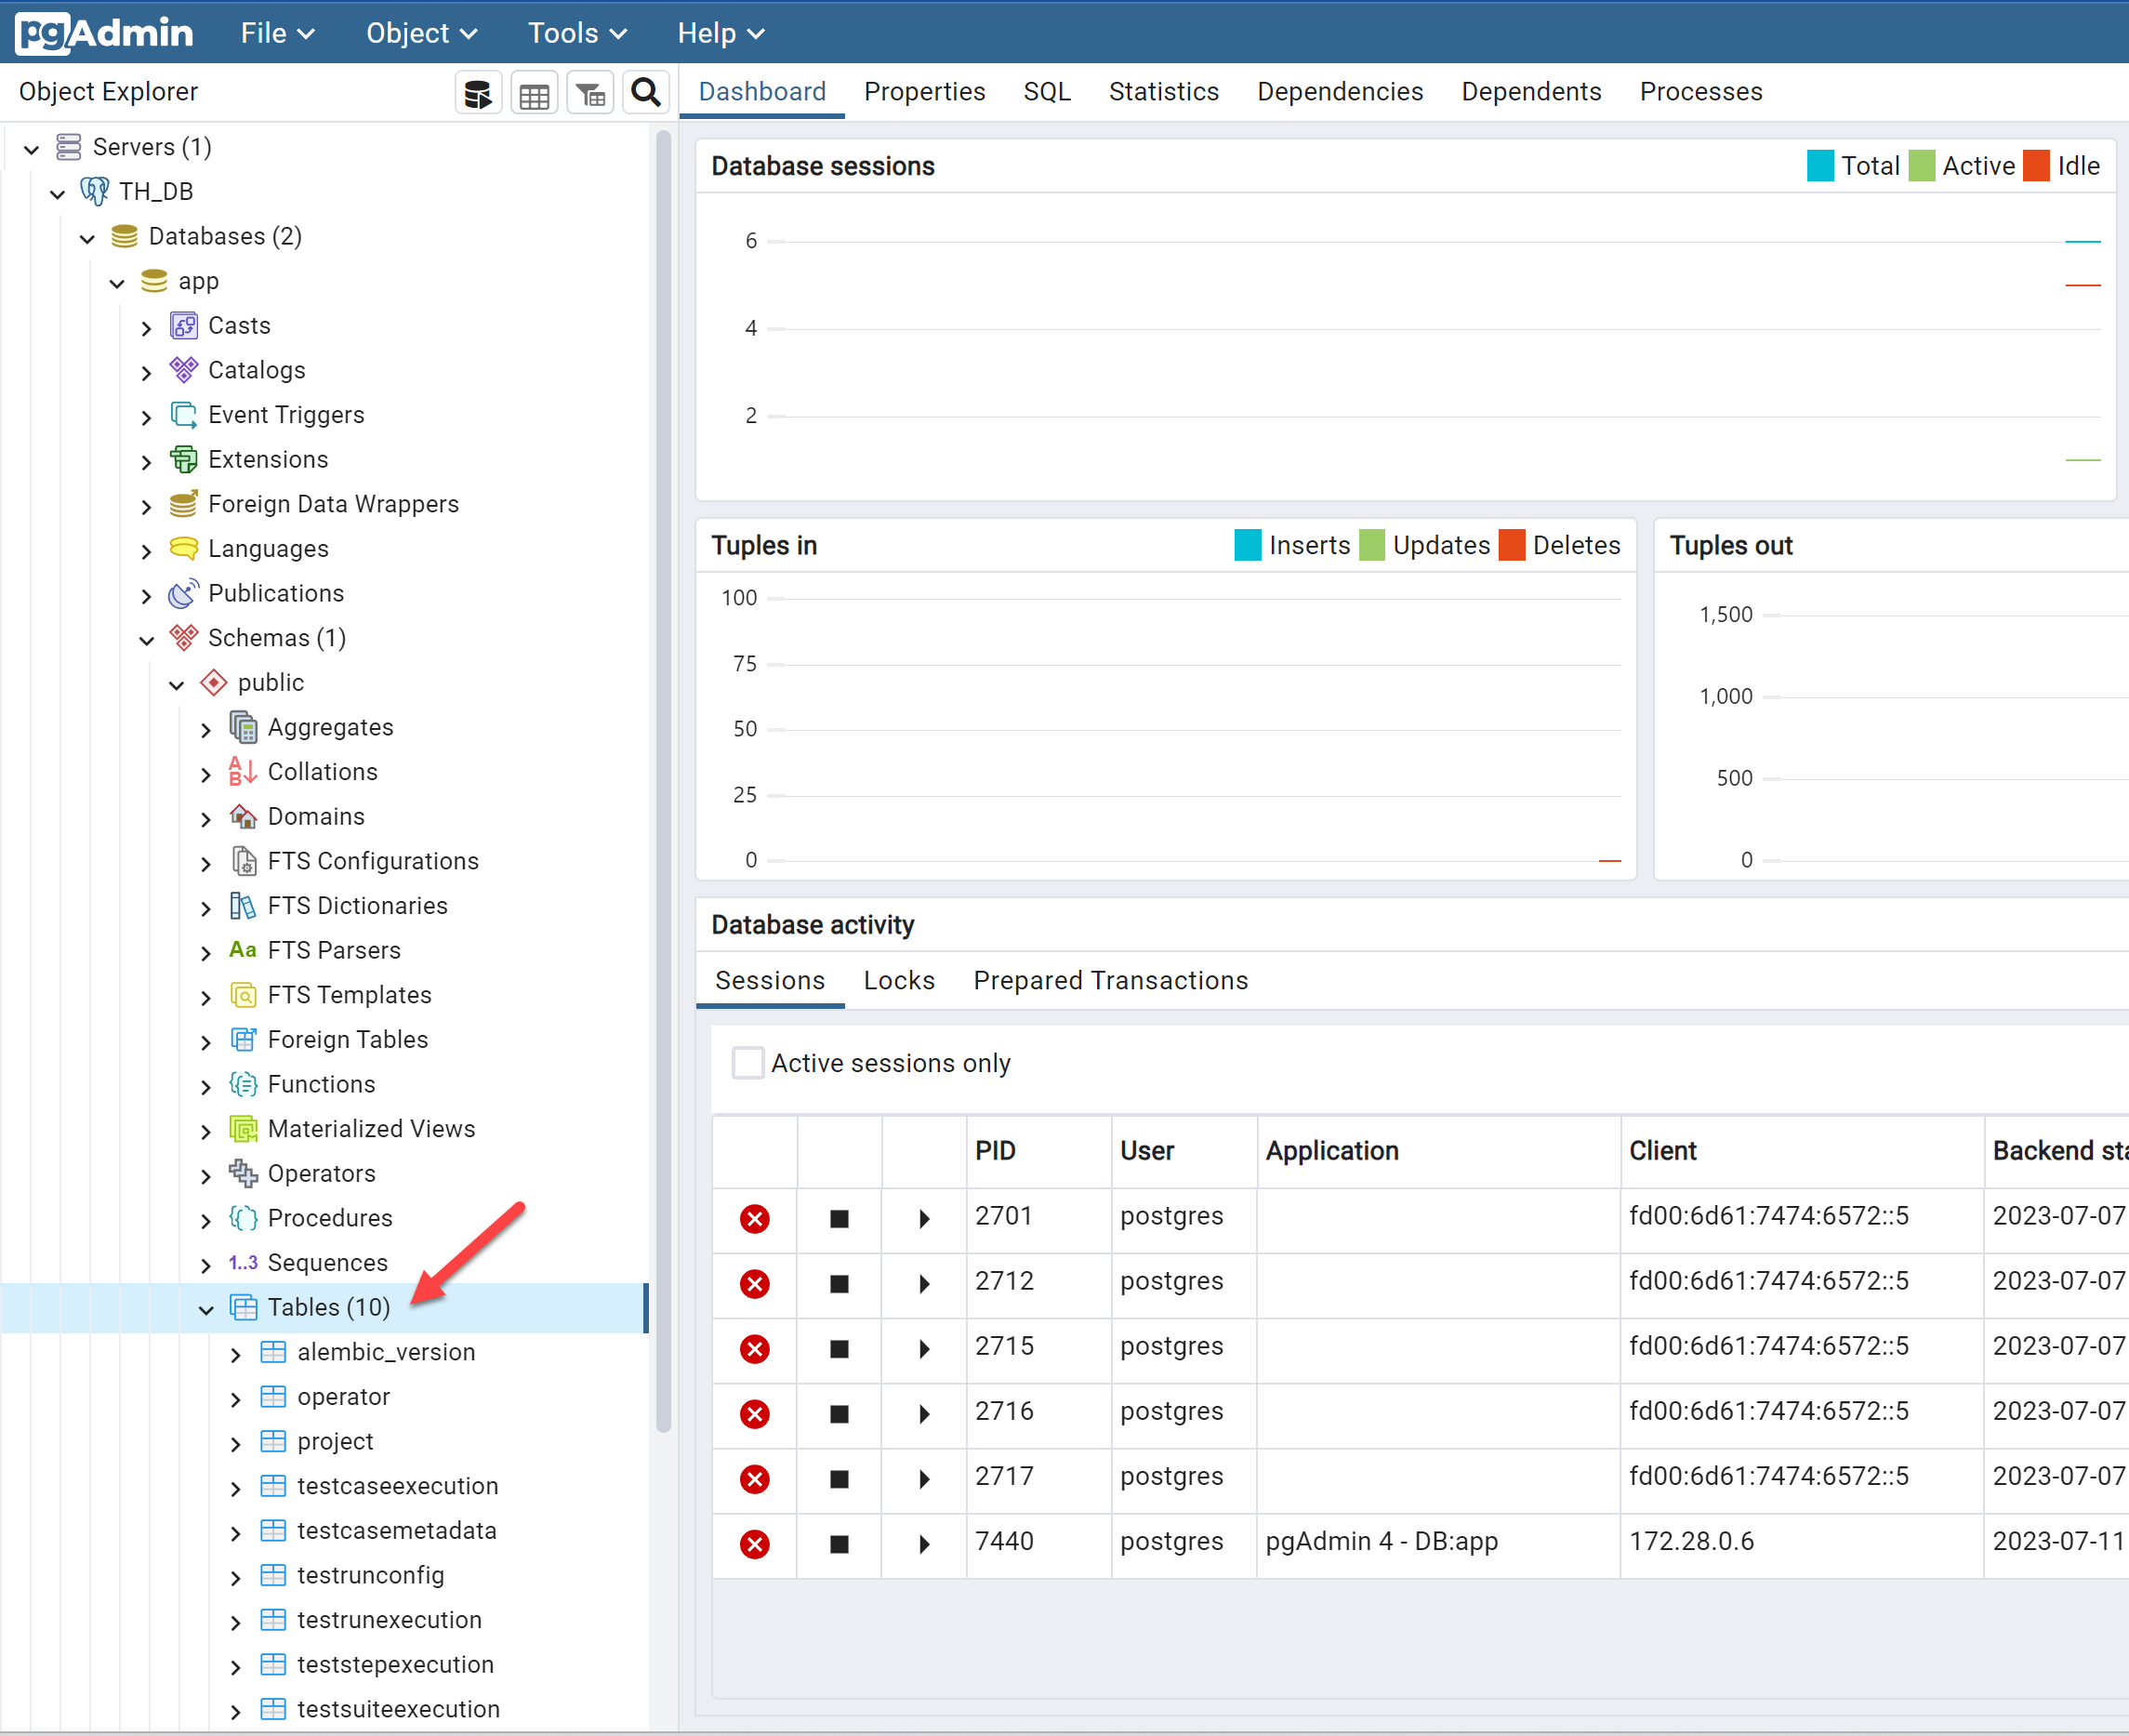 pgAdmin File Object Tools Help
Object Explorer
Dashboard Properties SQL Statistics Dependencies Dependents Processes
Servers (1)
TH_DB
Databases (2)
app
Casts
Catalogs
Event Triggers
Extensions
Foreign Data Wrappers
Languages
Publications
Schemas (1)
public
Aggregates
A
B
Collations
Domains
FTS Configurations
FTS Dictionaries
Aa FTS Parsers
FTS Templates
Foreign Tables
Functions
Materialized Views
Operators
Procedures
1..3 Sequences
Tables (10)
alembic_version
operator
project
testcaseexecution
testcasemetadata
testrunconfig
testrunexecution
teststepexecution
testsuiteexecution
Database sessions Total Active Idle
6
4
2
Tuples in Inserts Updates Deletes
100
75
50
25
0
Tuples out
1,500
1,000
500
0
Database activity
Sessions Locks Prepared Transactions
Active sessions only
PID User Application Client Backend sta
2701 postgres fd00:6d61:7474:6572::5 2023-07-07
2712 postgres fd00:6d61:7474:6572::5 2023-07-07
2715 postgres fd00:6d61:7474:6572::5 2023-07-07
2716 postgres fd00:6d61:7474:6572::5 2023-07-07
2717 postgres fd00:6d61:7474:6572::5 2023-07-07
7440 postgres pgAdmin 4 - DB:app 172.28.0.6 2023-07-11